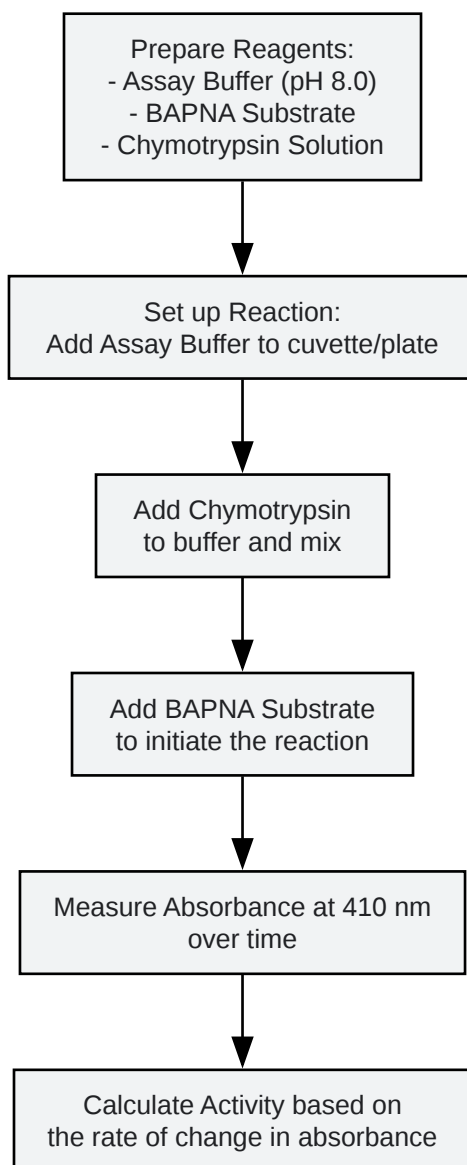 Prepare Reagents:
- Assay Buffer (pH 8.0)
- BAPNA Substrate
- Chymotrypsin Solution
Set up Reaction:
Add Assay Buffer to cuvette/plate
Add Chymotrypsin
to buffer and mix
Add BAPNA Substrate
to initiate the reaction
Measure Absorbance at 410 nm
over time
Calculate Activity based on
the rate of change in absorbance